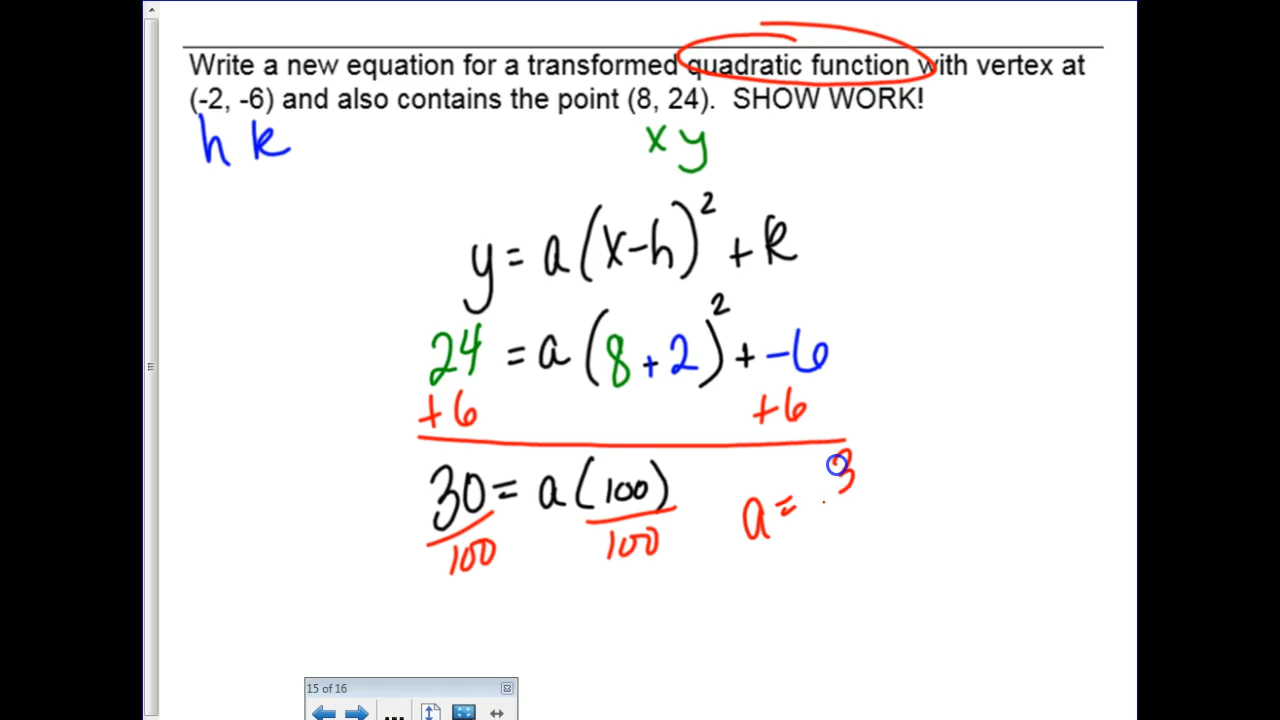 Write a new equation for a transformed quadratic function with vertex at
(-2, -6) and also contains the point (8, 24). SHOW WORK!
h k x y
y = a(x-h)² + k
24 = a(8+2)² + -6
+6 +6
30 = a(100) a = .3
100 100
15 of 16